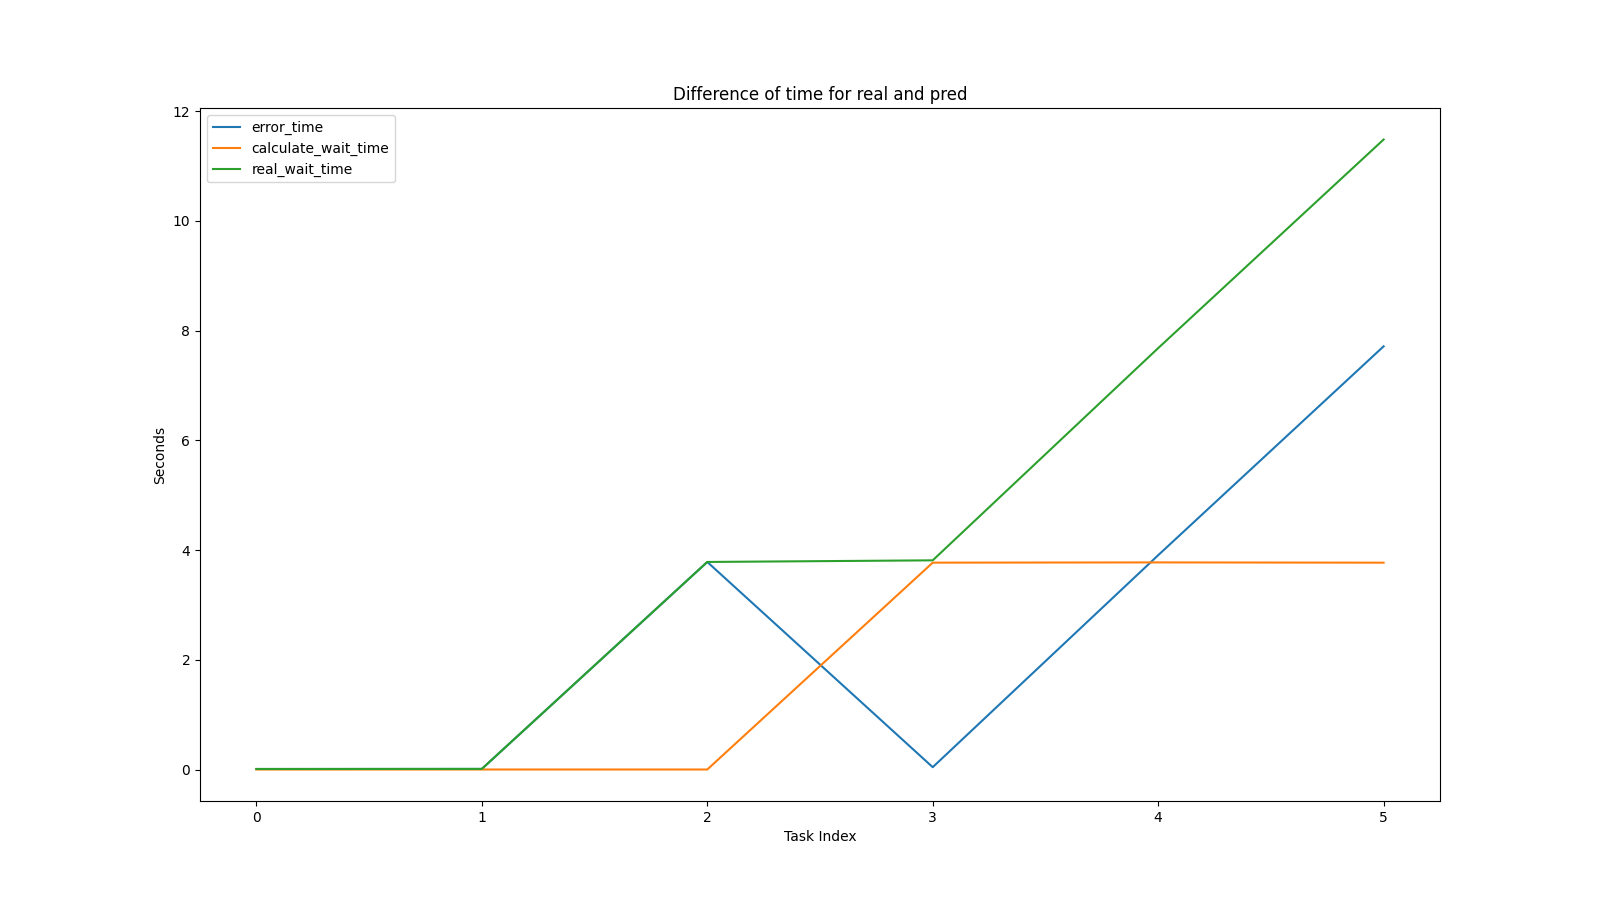 Difference of time for real and pred
error_time
calculate_wait_time
real_wait_time
12
10
8
6
4
2
0
Seconds
0 1 2 3 4 5
Task Index